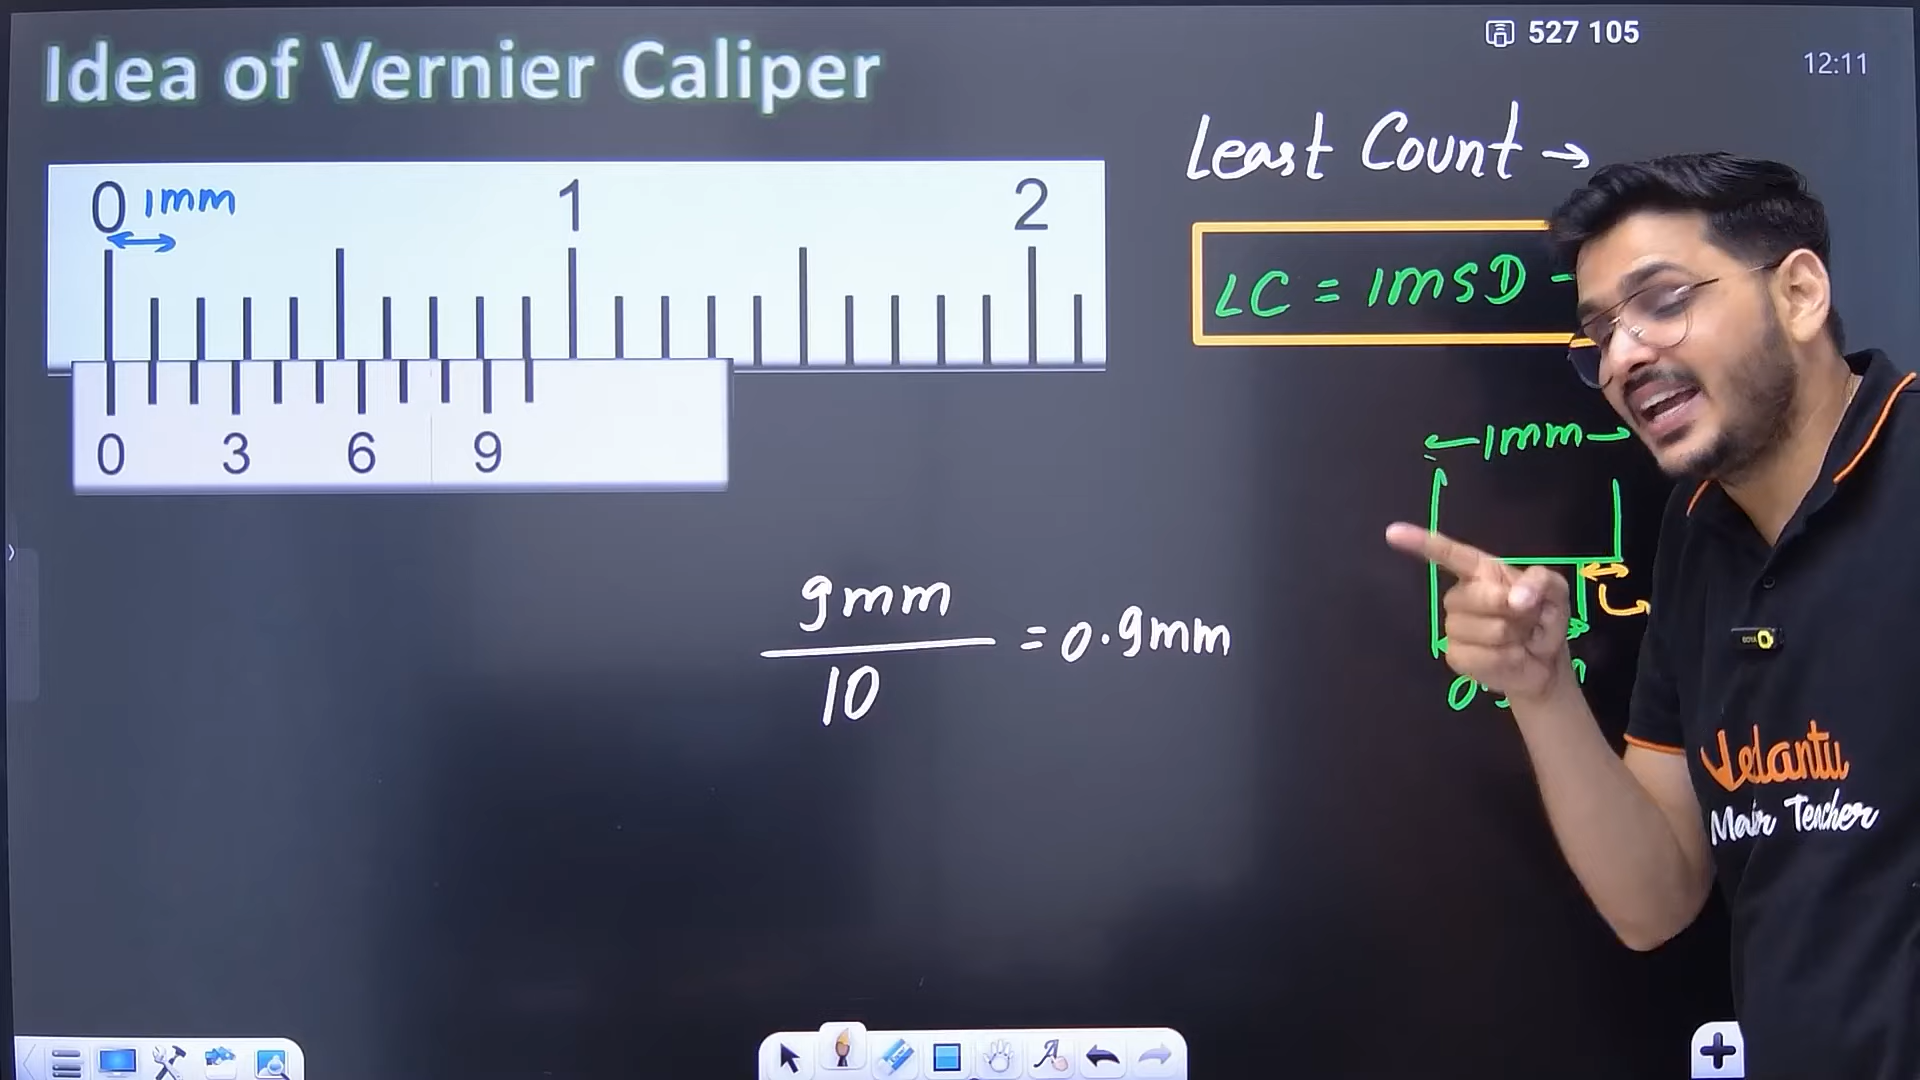 527 105
12:11
Idea of Vernier Caliper
Least Count →
0 1mm 1 2
LC = 1MSD -
0 3 6 9
1mm
9mm
10
= 0.9mm
Vedantu
Master Teacher